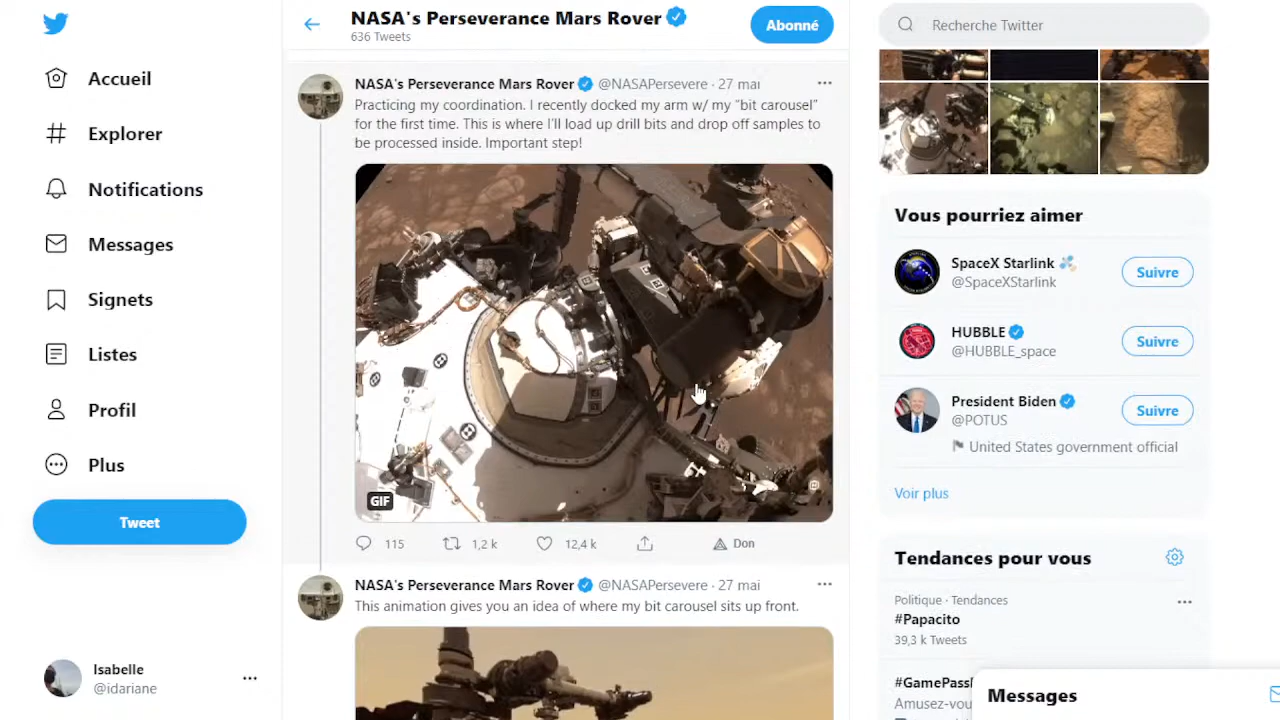 Accueil
Explorer
Notifications
Messages
Signets
Listes
Profil
Plus
Tweet
Isabelle
@idariane
NASA's Perseverance Mars Rover
636 Tweets
Abonné
NASA's Perseverance Mars Rover @NASAPersevere · 27 mai
Practicing my coordination. I recently docked my arm w/ my “bit carousel”
for the first time. This is where I’ll load up drill bits and drop off samples to
be processed inside. Important step!
GIF
115 1,2 k 12,4 k Don
NASA's Perseverance Mars Rover @NASAPersevere · 27 mai
This animation gives you an idea of where my bit carousel sits up front.
Recherche Twitter
Vous pourriez aimer
SpaceX Starlink
@SpaceXStarlink
Suivre
HUBBLE
@HUBBLE_space
Suivre
President Biden
@POTUS
Suivre
United States government official
Voir plus
Tendances pour vous
Politique · Tendances
#Papacito
39,3 k Tweets
#GamePass
Amusez-vou
Messages